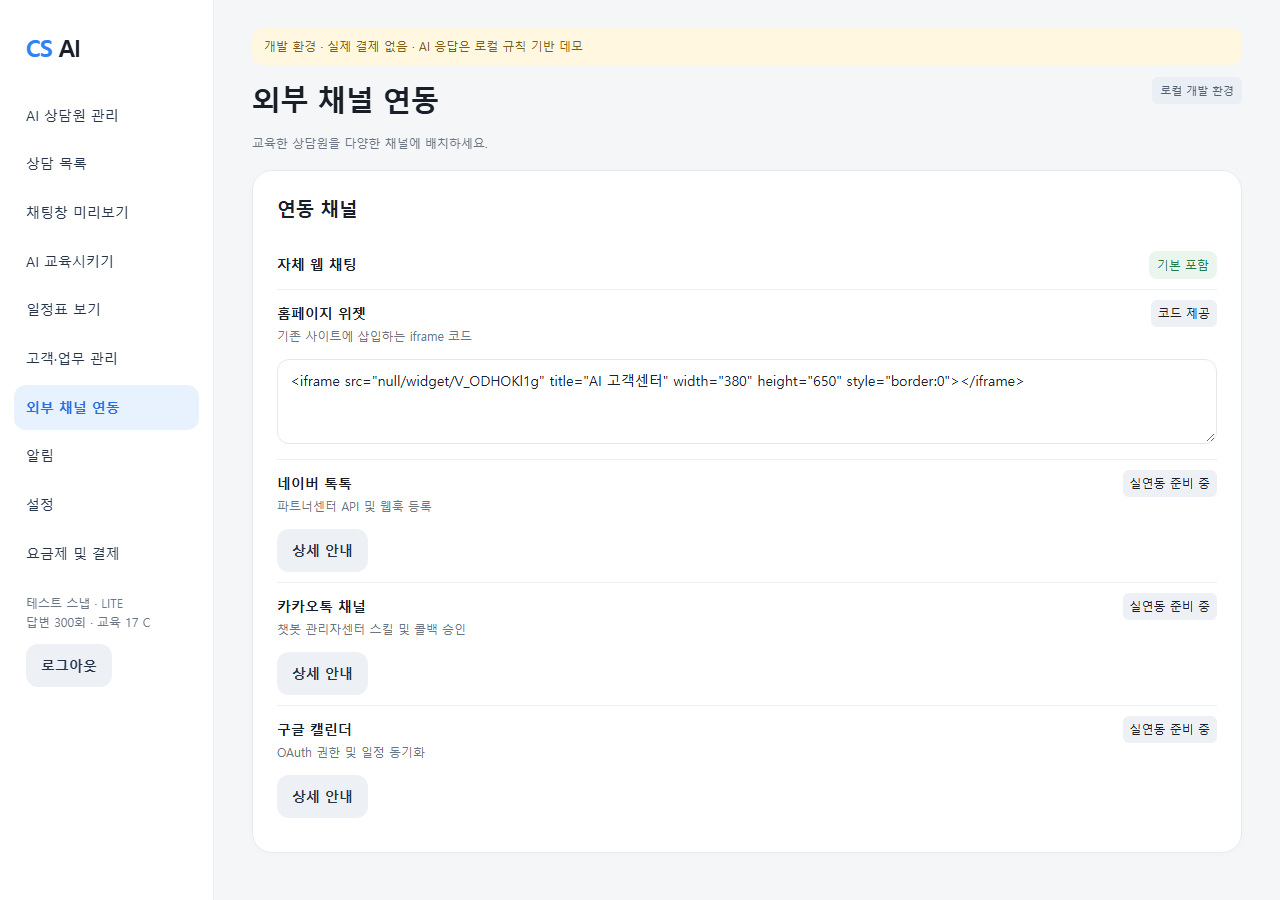 CS AI
AI 상담원 관리
상담 목록
채팅창 미리보기
AI 교육시키기
일정표 보기
고객·업무 관리
외부 채널 연동
알림
설정
요금제 및 결제
테스트 스냅 · LITE
답변 300회 · 교육 17 C
로그아웃
개발 환경 · 실제 결제 없음 · AI 응답은 로컬 규칙 기반 데모
외부 채널 연동
로컬 개발 환경
교육한 상담원을 다양한 채널에 배치하세요.
연동 채널
자체 웹 채팅
기본 포함
홈페이지 위젯
코드 제공
기존 사이트에 삽입하는 iframe 코드
<iframe src="null/widget/V_ODHOKl1g" title="AI 고객센터" width="380" height="650" style="border:0"></iframe>
네이버 톡톡
실연동 준비 중
파트너센터 API 및 웹훅 등록
상세 안내
카카오톡 채널
실연동 준비 중
챗봇 관리자센터 스킬 및 콜백 승인
상세 안내
구글 캘린더
실연동 준비 중
OAuth 권한 및 일정 동기화
상세 안내